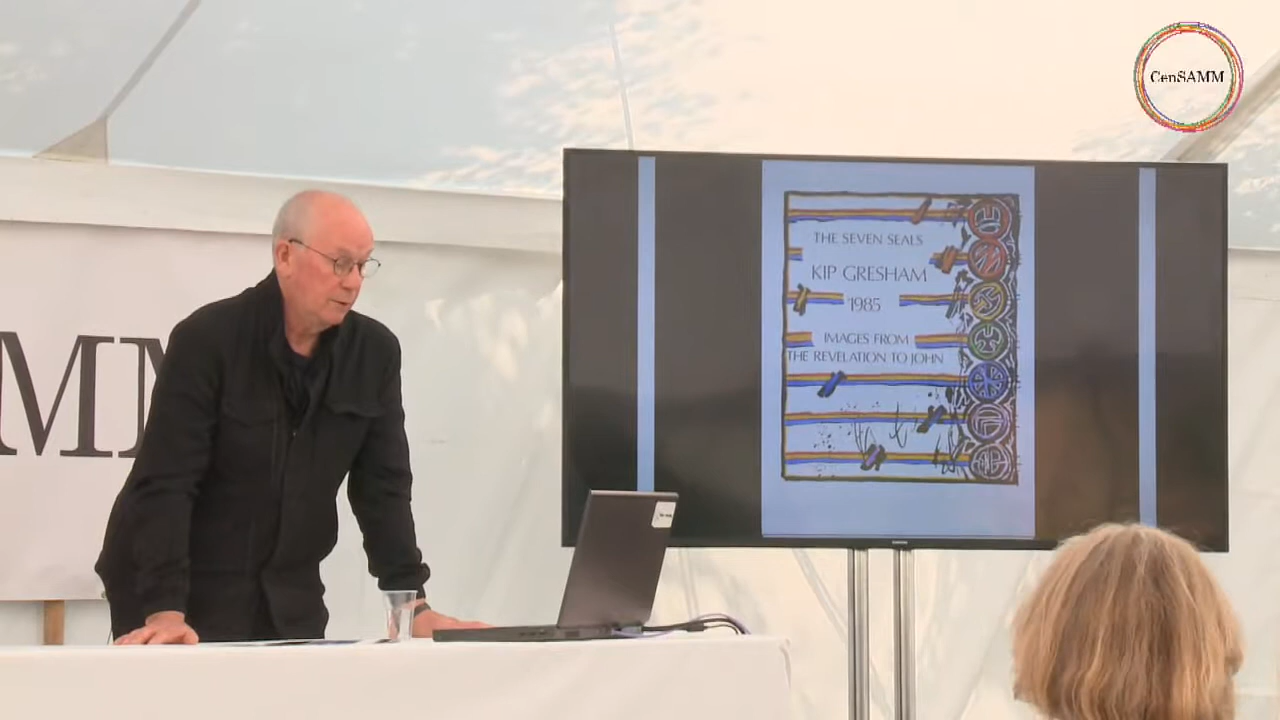 CenSAMM
MM
THE SEVEN SEALS
KIP GRESHAM
1985
IMAGES FROM
THE REVELATION TO JOHN